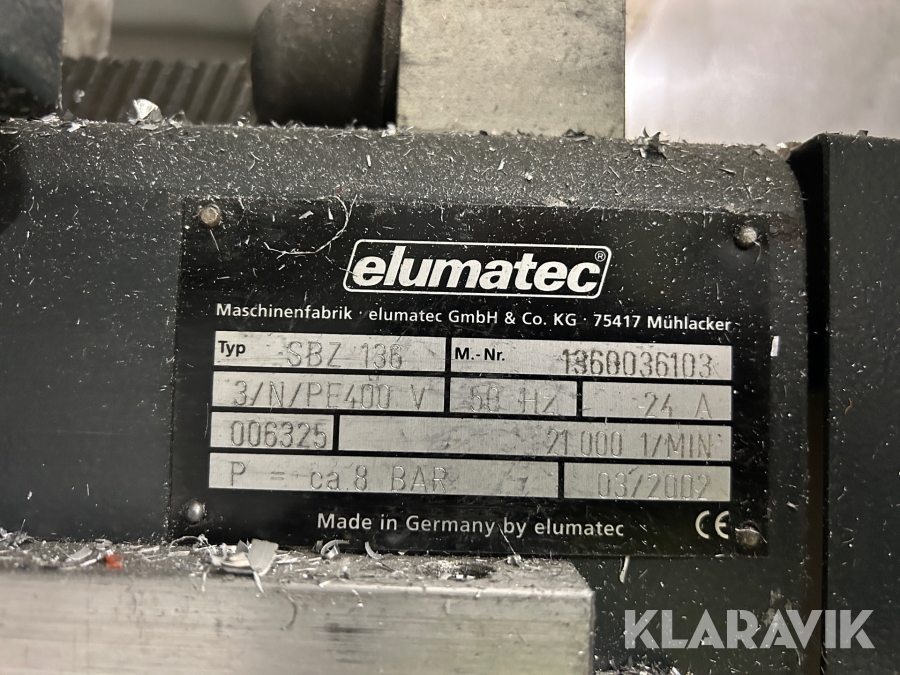 elumatec®
Maschinenfabrik · elumatec GmbH & Co. KG · 75417 Mühlacker
Typ SBZ 136 M.-Nr. 1360036103
3/N/PE400 V 50 Hz 24 A
006325 21.000 1/MIN
P = ca.8 BAR 03/2002
Made in Germany by elumatec CE
KLARAVIK